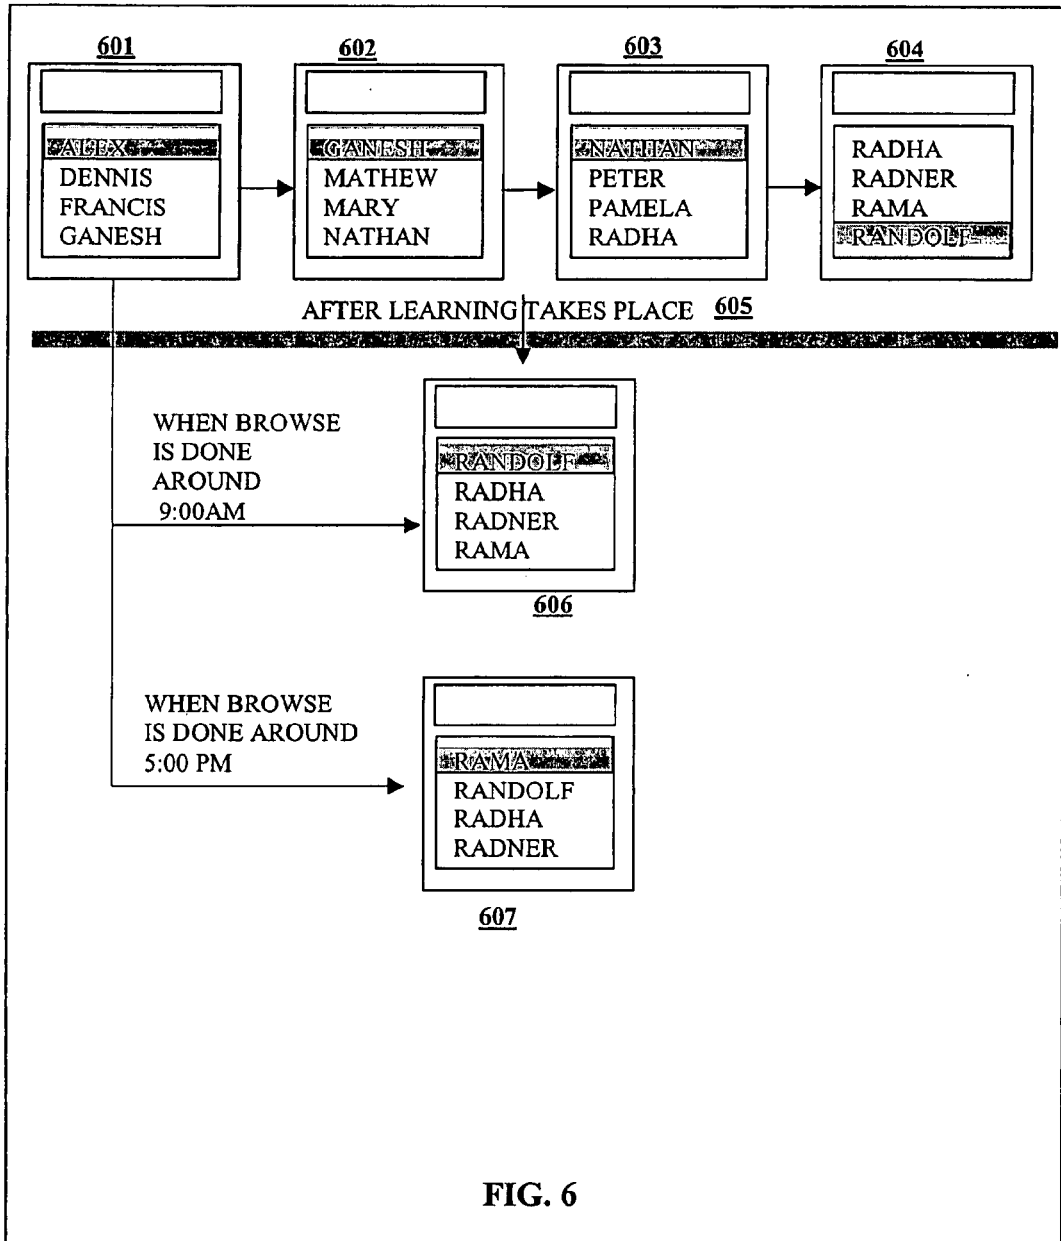 601
602
603
604
ALEX
DENNIS
FRANCIS
GANESH
GANESH
MATHEW
MARY
NATHAN
NATHAN
PETER
PAMELA
RADHA
RADHA
RADNER
RAMA
RANDOLF
AFTER LEARNING TAKES PLACE 605
WHEN BROWSE
IS DONE
AROUND
9:00AM
RANDOLF
RADHA
RADNER
RAMA
606
WHEN BROWSE
IS DONE AROUND
5:00 PM
RAMA
RANDOLF
RADHA
RADNER
607
FIG. 6